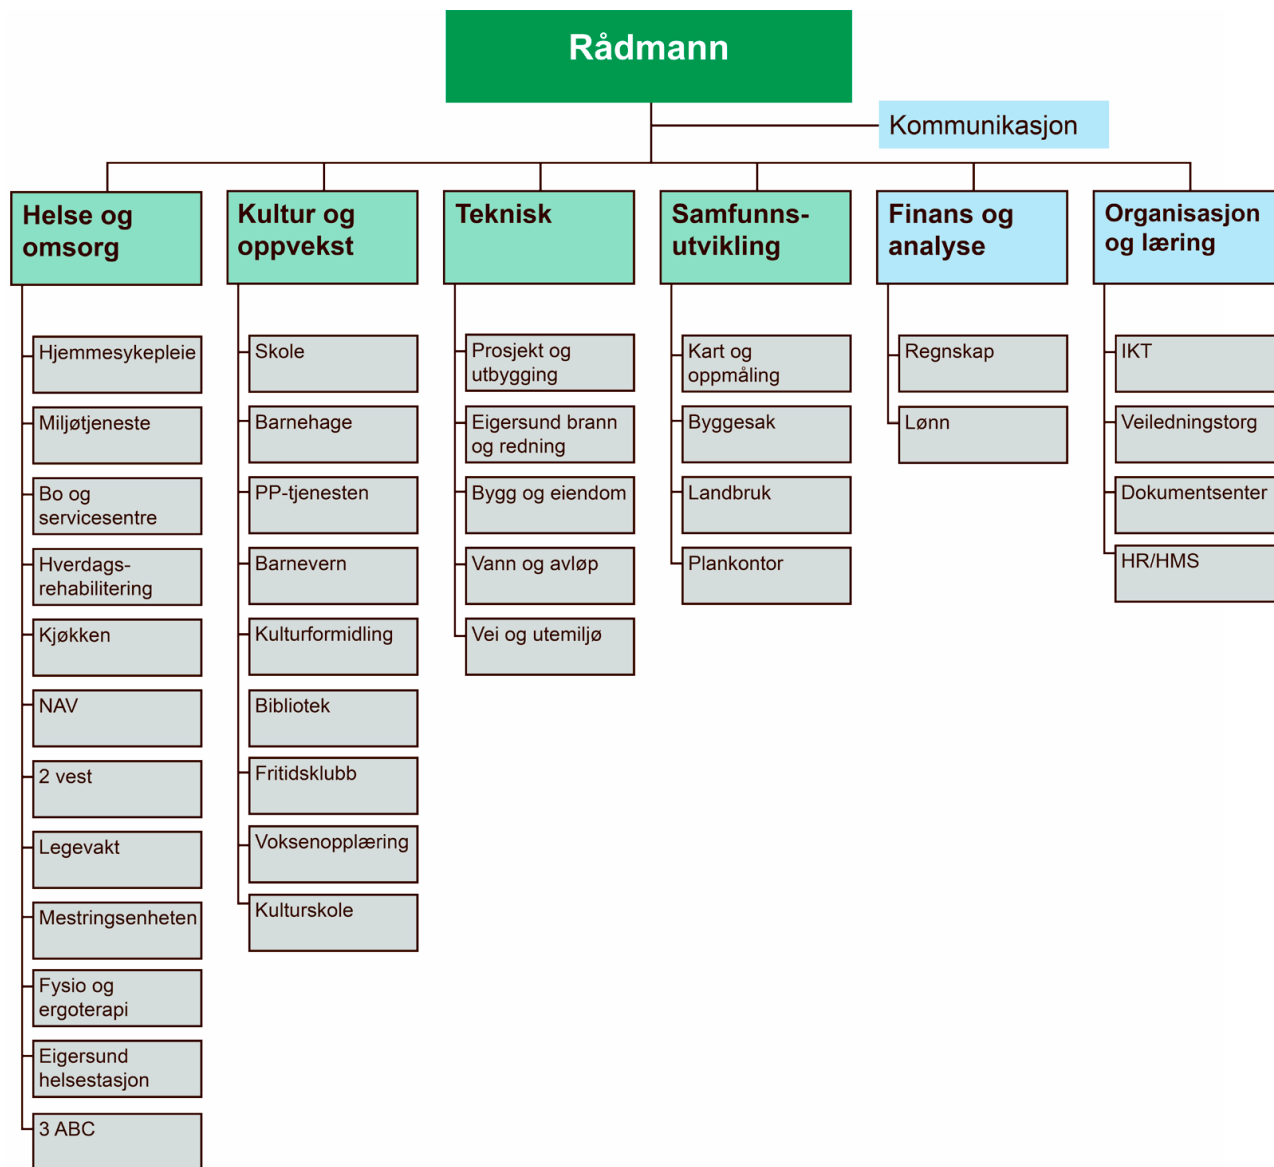 Rådmann
Kommunikasjon
Helse og
omsorg
Hjemmesykepleie
Miljøtjeneste
Bo og
servicesentre
Hverdags-
rehabilitering
Kjøkken
NAV
2 vest
Legevakt
Mestringsenheten
Fysio og
ergoterapi
Eigersund
helsestasjon
3 ABC
Kultur og
oppvekst
Skole
Barnehage
PP-tjenesten
Barnevern
Kulturformidling
Bibliotek
Fritidsklubb
Voksenopplæring
Kulturskole
Teknisk
Prosjekt og
utbygging
Eigersund brann
og redning
Bygg og eiendom
Vann og avløp
Vei og utemiljø
Samfunns-
utvikling
Kart og
oppmåling
Byggesak
Landbruk
Plankontor
Finans og
analyse
Regnskap
Lønn
Organisasjon
og læring
IKT
Veiledningstorg
Dokumentsenter
HR/HMS